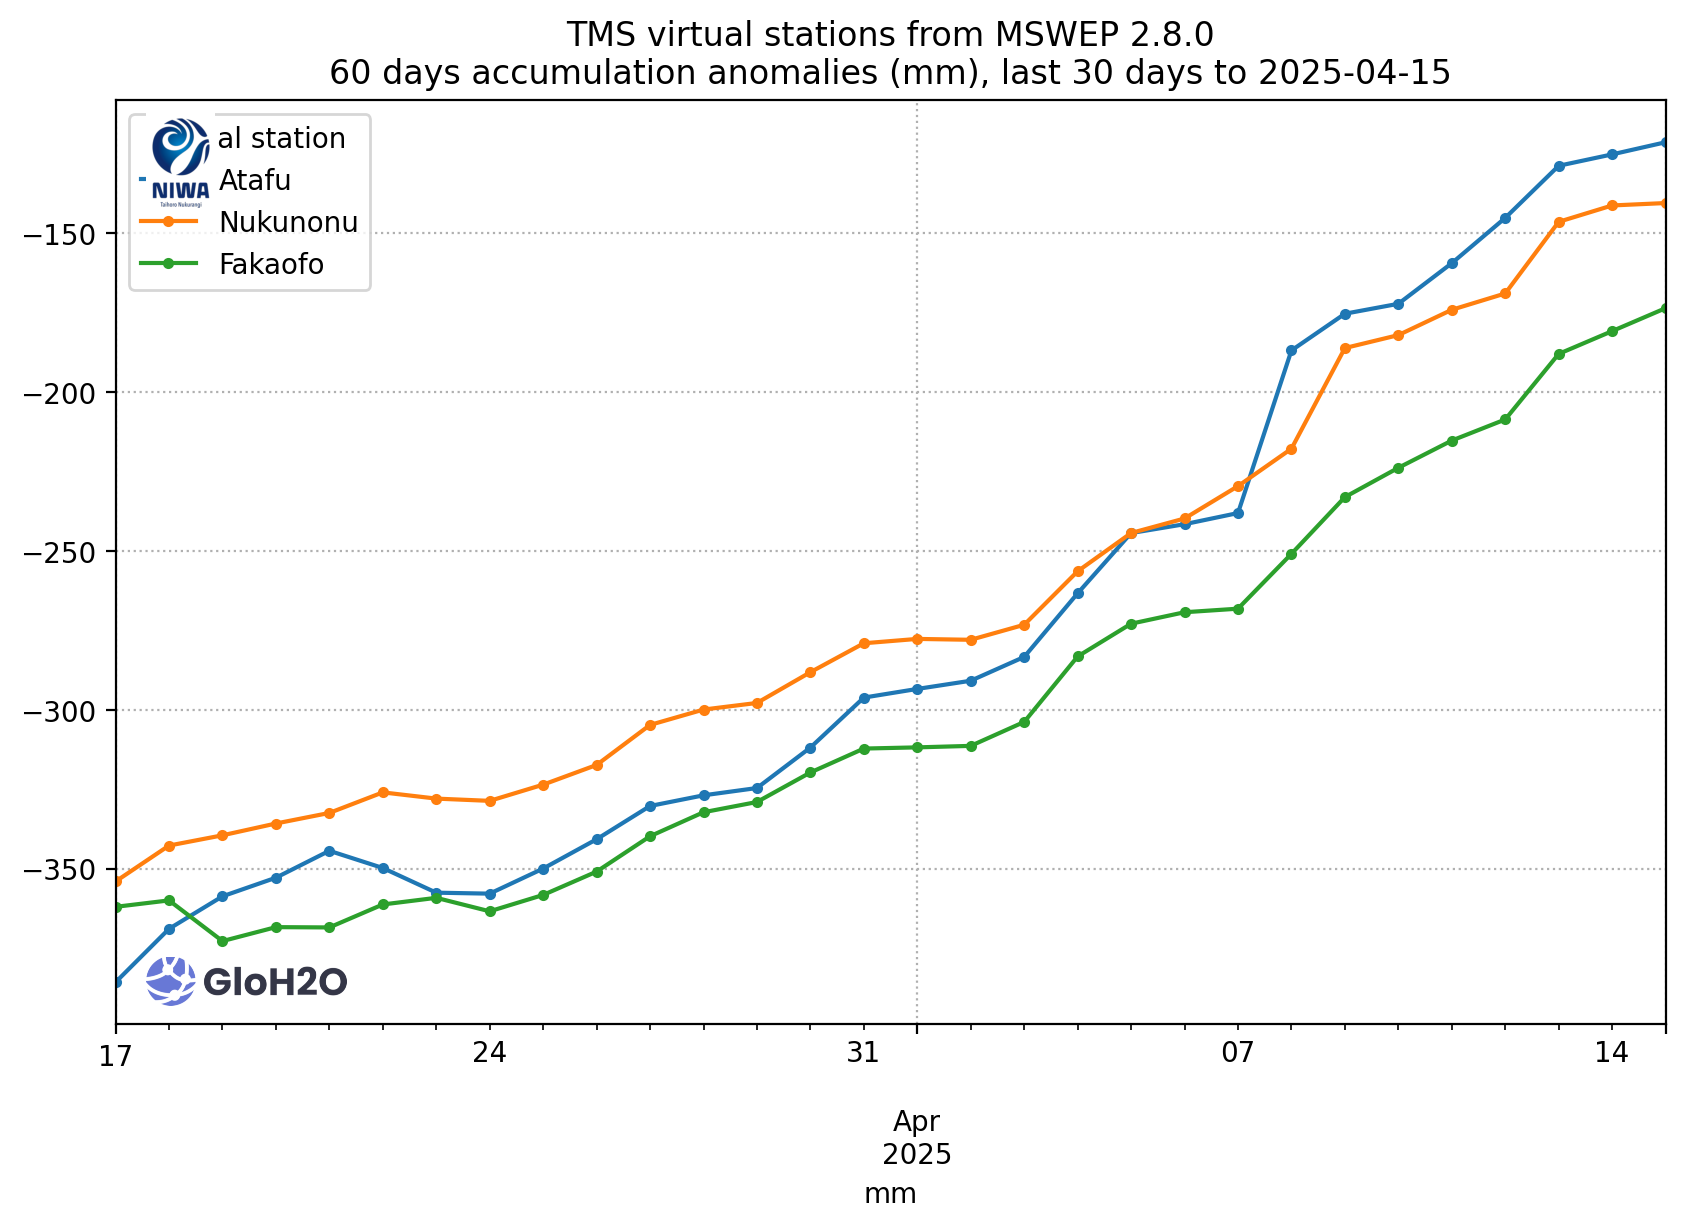 TMS virtual stations from MSWEP 2.8.0
60 days accumulation anomalies (mm), last 30 days to 2025-04-15
al station
Atafu
Nukunonu
Fakaofo
NIWA
Taihoro Nukurangi
−150
−200
−250
−300
−350
GloH2O
17 24 31 07 14
Apr
2025
mm